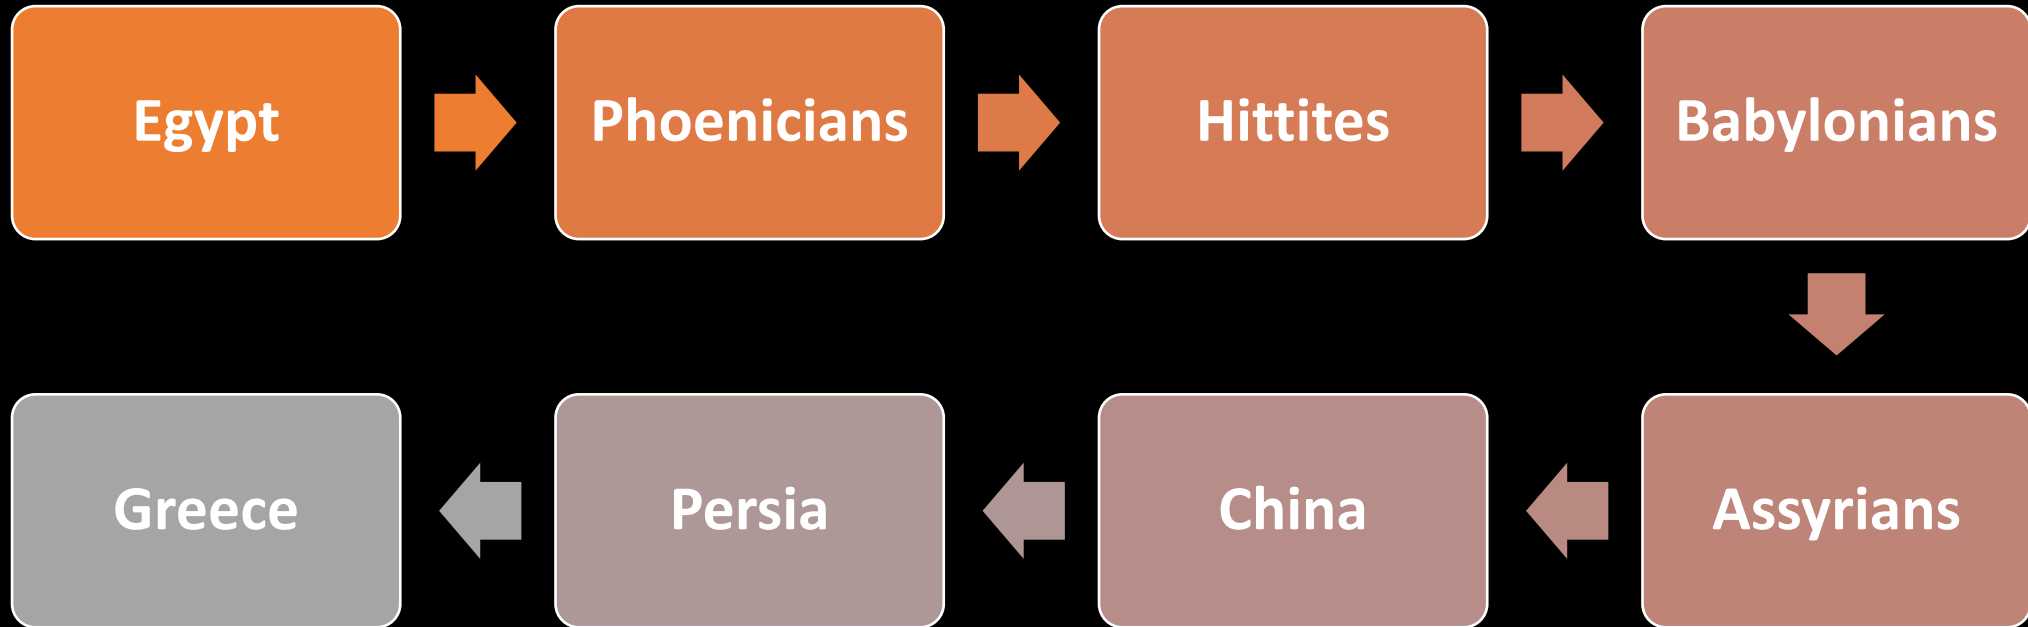 Egypt
Phoenicians
Hittites
Babylonians
Assyrians
China
Persia
Greece